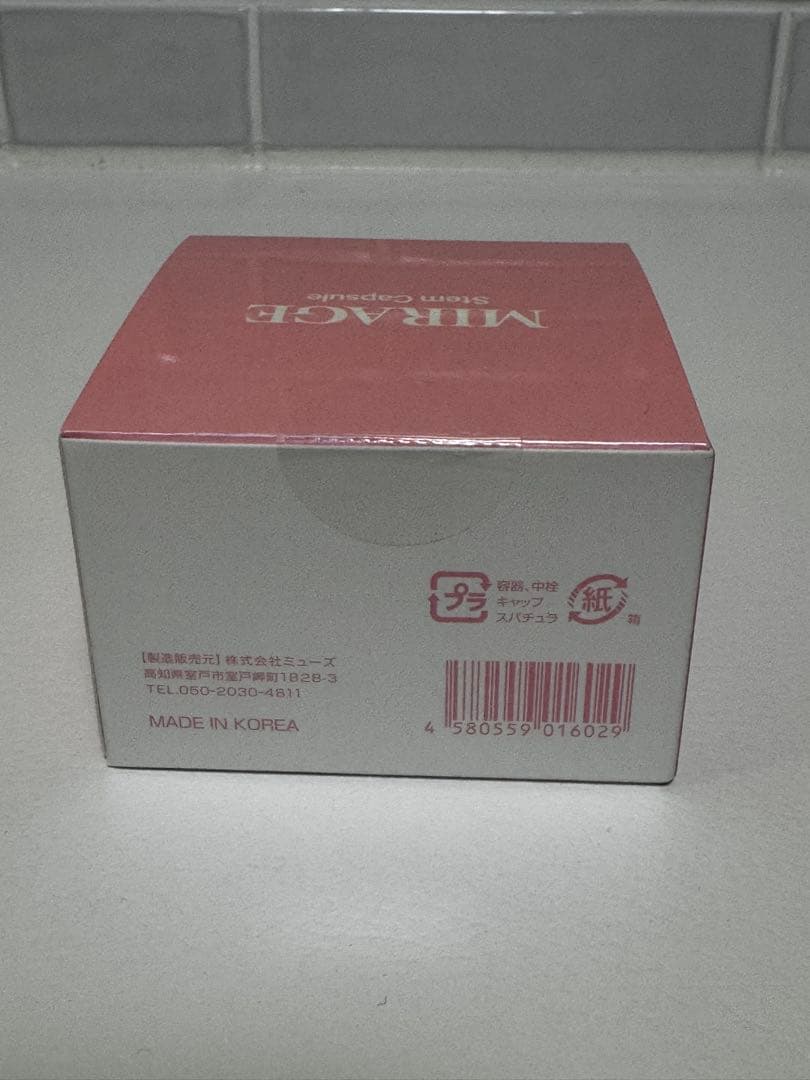 MIRAGE
Stem Capsule
プラ
容器、中栓
キャップ
スパチュラ
紙
箱
【製造販売元】株式会社ミューズ
高知県室戸市室戸岬町1828-3
TEL.050-2030-4811
MADE IN KOREA
4 580559 016029